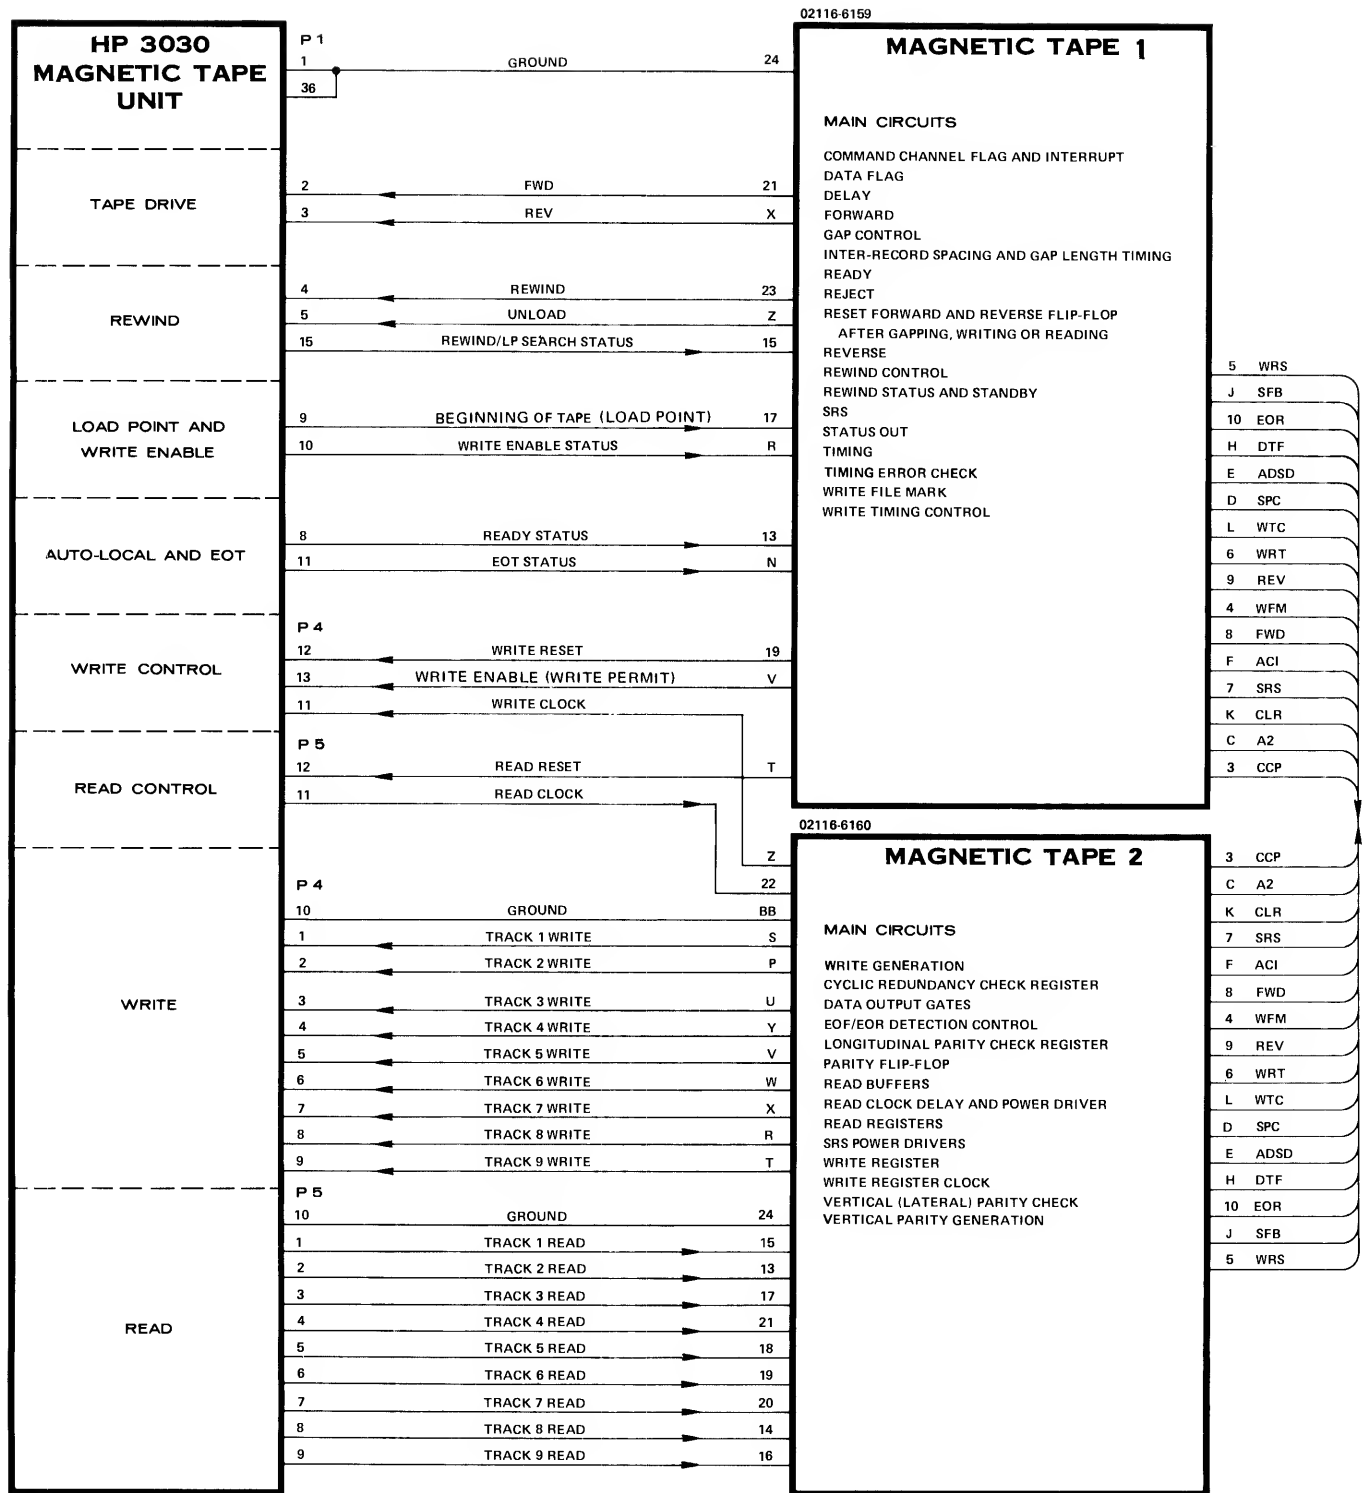 02116-6159
HP 3030
MAGNETIC TAPE
UNIT
P 1
1 GROUND 24
36
TAPE DRIVE
2 FWD 21
3 REV X
REWIND
4 REWIND 23
5 UNLOAD Z
15 REWIND/LP SEARCH STATUS 15
LOAD POINT AND
WRITE ENABLE
9 BEGINNING OF TAPE (LOAD POINT) 17
10 WRITE ENABLE STATUS R
AUTO-LOCAL AND EOT
8 READY STATUS 13
11 EOT STATUS N
P 4
WRITE CONTROL
12 WRITE RESET 19
13 WRITE ENABLE (WRITE PERMIT) V
11 WRITE CLOCK
P 5
READ CONTROL
12 READ RESET T
11 READ CLOCK
MAGNETIC TAPE 1
MAIN CIRCUITS
COMMAND CHANNEL FLAG AND INTERRUPT
DATA FLAG
DELAY
FORWARD
GAP CONTROL
INTER-RECORD SPACING AND GAP LENGTH TIMING
READY
REJECT
RESET FORWARD AND REVERSE FLIP-FLOP
AFTER GAPPING, WRITING OR READING
REVERSE
REWIND CONTROL
REWIND STATUS AND STANDBY
SRS
STATUS OUT
TIMING
TIMING ERROR CHECK
WRITE FILE MARK
WRITE TIMING CONTROL
5 WRS
J SFB
10 EOR
H DTF
E ADSD
D SPC
L WTC
6 WRT
9 REV
4 WFM
8 FWD
F ACI
7 SRS
K CLR
C A2
3 CCP
02116-6160
Z
22
WRITE
P 4
10 GROUND BB
1 TRACK 1 WRITE S
2 TRACK 2 WRITE P
3 TRACK 3 WRITE U
4 TRACK 4 WRITE Y
5 TRACK 5 WRITE V
6 TRACK 6 WRITE W
7 TRACK 7 WRITE X
8 TRACK 8 WRITE R
9 TRACK 9 WRITE T
READ
P 5
10 GROUND 24
1 TRACK 1 READ 15
2 TRACK 2 READ 13
3 TRACK 3 READ 17
4 TRACK 4 READ 21
5 TRACK 5 READ 18
6 TRACK 6 READ 19
7 TRACK 7 READ 20
8 TRACK 8 READ 14
9 TRACK 9 READ 16
MAGNETIC TAPE 2
MAIN CIRCUITS
WRITE GENERATION
CYCLIC REDUNDANCY CHECK REGISTER
DATA OUTPUT GATES
EOF/EOR DETECTION CONTROL
LONGITUDINAL PARITY CHECK REGISTER
PARITY FLIP-FLOP
READ BUFFERS
READ CLOCK DELAY AND POWER DRIVER
READ REGISTERS
SRS POWER DRIVERS
WRITE REGISTER
WRITE REGISTER CLOCK
VERTICAL (LATERAL) PARITY CHECK
VERTICAL PARITY GENERATION
3 CCP
C A2
K CLR
7 SRS
F ACI
8 FWD
4 WFM
9 REV
6 WRT
L WTC
D SPC
E ADSD
H DTF
10 EOR
J SFB
5 WRS